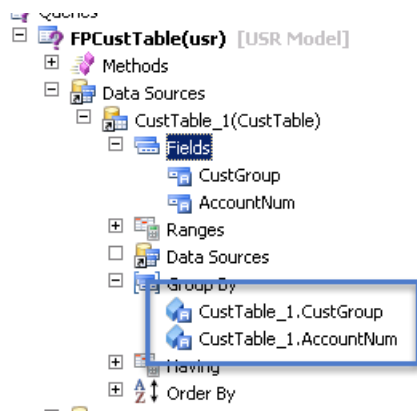 Queries
FPCustTable(usr) [USR Model]
Methods
Data Sources
CustTable_1(CustTable)
Fields
CustGroup
AccountNum
Ranges
Data Sources
Group By
CustTable_1.CustGroup
CustTable_1.AccountNum
Having
Order By